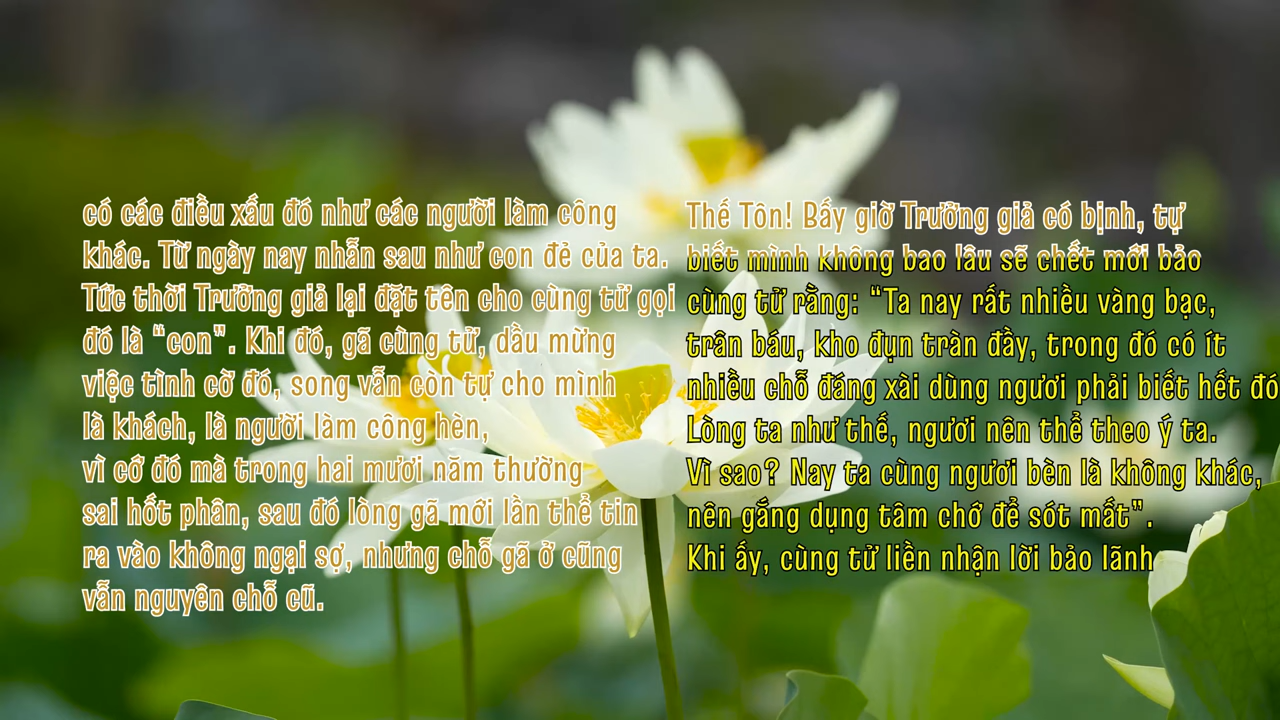 có các điều xấu đó như các người làm công
khác. Từ ngày nay nhẫn sau như con đẻ của ta.
Tức thời Trưởng giả lại đặt tên cho cùng tử gọi
đó là “con”. Khi đó, gã cùng tử, dầu mừng
việc tình cờ đó, song vẫn còn tự cho mình
là khách, là người làm công hèn,
vì cớ đó mà trong hai mươi năm thường
sai hốt phân, sau đó lòng gã mới lần thể tin
ra vào không ngại sợ, nhưng chỗ gã ở cũng
vẫn nguyên chỗ cũ.
Thế Tôn! Bấy giờ Trưởng giả có bịnh, tự
biết mình không bao lâu sẽ chết mới bảo
cùng tử rằng: “Ta nay rất nhiều vàng bạc,
trân báu, kho đụn tràn đầy, trong đó có ít
nhiều chỗ đáng xài dùng ngươi phải biết hết đó
Lòng ta như thế, ngươi nên thể theo ý ta.
Vì sao? Nay ta cùng ngươi bèn là không khác,
nên gắng dụng tâm chớ để sót mất”.
Khi ấy, cùng tử liền nhận lời bảo lãnh